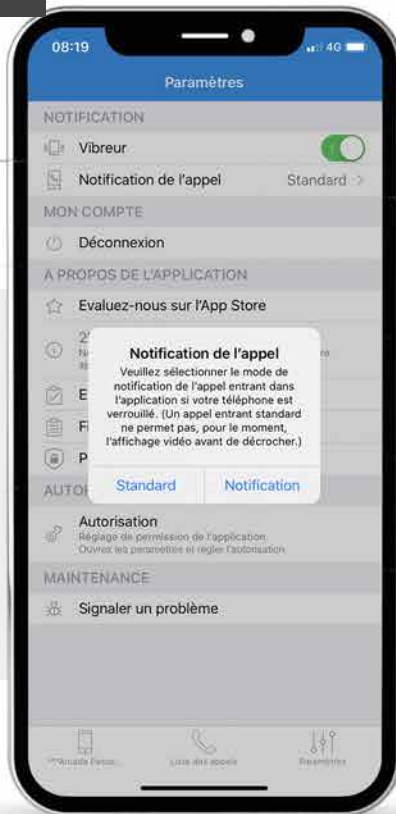 08:19
4G
Paramètres
NOTIFICATION
Vibreur
Notification de l'appel Standard >
MON COMPTE
Déconnexion
A PROPOS DE L'APPLICATION
Evaluez-nous sur l'App Store
Notification de l'appel
Veuillez sélectionner le mode de
notification de l'appel entrant dans
l'application si votre téléphone est
verrouillé. (Un appel entrant standard
ne permet pas, pour le moment,
l'affichage vidéo avant de décrocher.)
Standard Notification
Autorisation
Réglage de permission de l'application.
Ouvrez les paramètres et régler l'autorisation.
MAINTENANCE
Signaler un problème
Liste des appels Paramètres